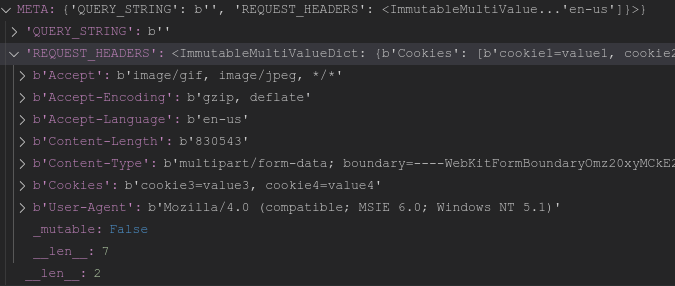 META: {'QUERY_STRING': b'', 'REQUEST_HEADERS': <ImmutableMultiValue...'en-us']}>}
'QUERY_STRING': b''
'REQUEST_HEADERS': <ImmutableMultiValueDict: {b'Cookies': [b'cookie1=value1, cookie2
b'Accept': b'image/gif, image/jpeg, */*'
b'Accept-Encoding': b'gzip, deflate'
b'Accept-Language': b'en-us'
b'Content-Length': b'830543'
b'Content-Type': b'multipart/form-data; boundary=----WebKitFormBoundaryOmz20xyMCkE2
b'Cookies': b'cookie3=value3, cookie4=value4'
b'User-Agent': b'Mozilla/4.0 (compatible; MSIE 6.0; Windows NT 5.1)'
_mutable: False
__len__: 7
__len__: 2